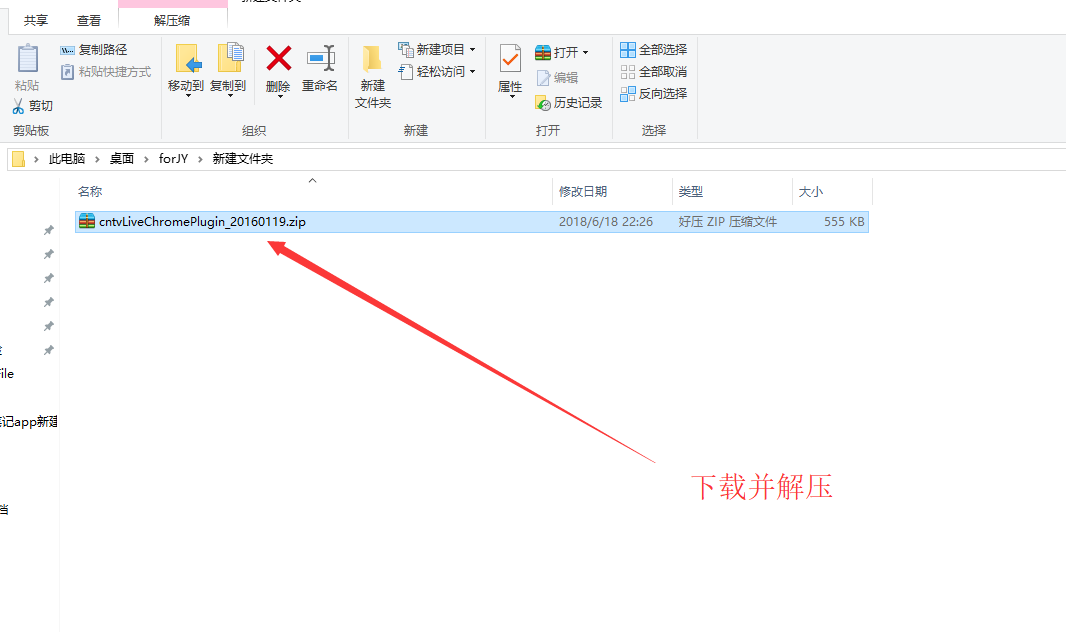 共享 查看 解压缩
复制路径
粘贴快捷方式
粘贴
剪切
剪贴板
移动到 复制到 删除 重命名
组织
新建
文件夹
新建项目
轻松访问
新建
属性
打开
编辑
历史记录
打开
全部选择
全部取消
反向选择
选择
此电脑 桌面 forJY 新建文件夹
名称 修改日期 类型 大小
cntvLiveChromePlugin_20160119.zip 2018/6/18 22:26 好压 ZIP 压缩文件 555 KB
记app新建
下载并解压